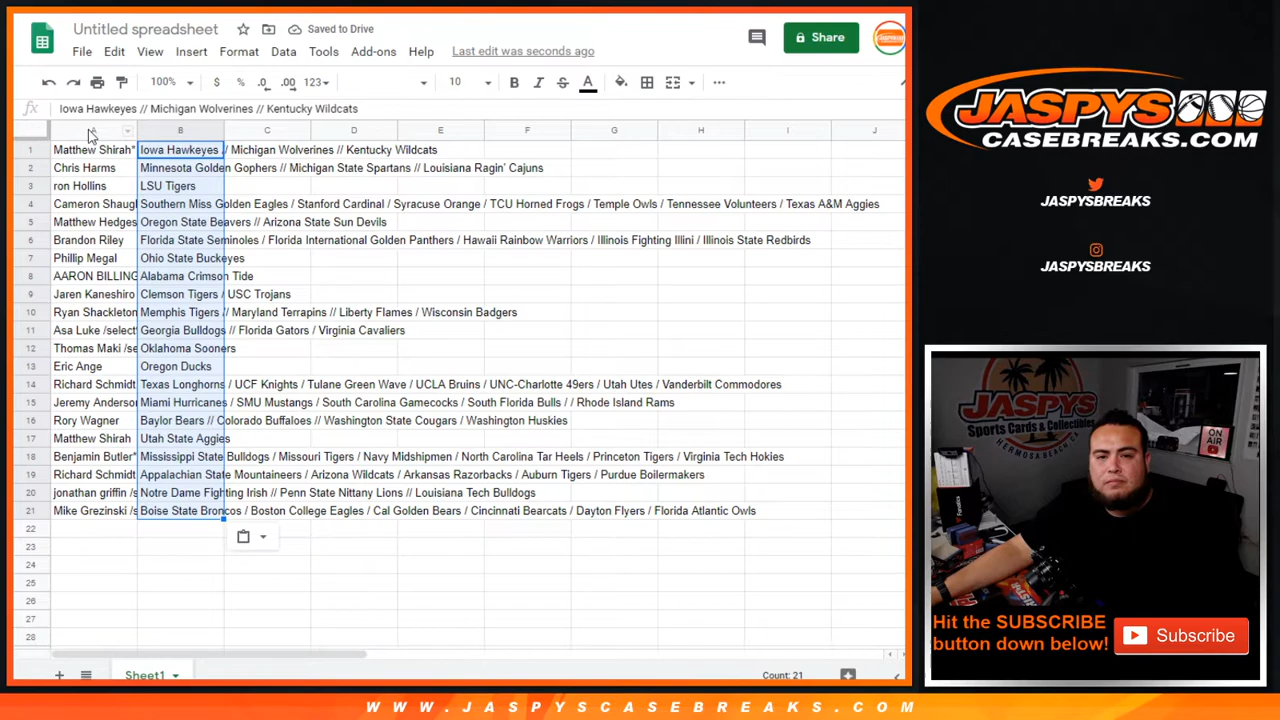 Untitled spreadsheet
Saved to Drive
File Edit View Insert Format Data Tools Add-ons Help Last edit was seconds ago
Share
100% $ % .0 .00 123 10 B I S A
fx Iowa Hawkeyes // Michigan Wolverines // Kentucky Wildcats
B C D E F G H I J
1 Matthew Shirah* Iowa Hawkeyes // Michigan Wolverines // Kentucky Wildcats
2 Chris Harms Minnesota Golden Gophers // Michigan State Spartans // Louisiana Ragin' Cajuns
3 ron Hollins LSU Tigers
4 Cameron Shaugl Southern Miss Golden Eagles / Stanford Cardinal / Syracuse Orange / TCU Horned Frogs / Temple Owls / Tennessee Volunteers / Texas A&M Aggies
5 Matthew Hedges Oregon State Beavers // Arizona State Sun Devils
6 Brandon Riley Florida State Seminoles / Florida International Golden Panthers / Hawaii Rainbow Warriors / Illinois Fighting Illini / Illinois State Redbirds
7 Phillip Megal Ohio State Buckeyes
8 AARON BILLING Alabama Crimson Tide
9 Jaren Kaneshiro Clemson Tigers / USC Trojans
10 Ryan Shackleton Memphis Tigers // Maryland Terrapins // Liberty Flames / Wisconsin Badgers
11 Asa Luke /select* Georgia Bulldogs // Florida Gators / Virginia Cavaliers
12 Thomas Maki /se Oklahoma Sooners
13 Eric Ange Oregon Ducks
14 Richard Schmidt Texas Longhorns / UCF Knights / Tulane Green Wave / UCLA Bruins / UNC-Charlotte 49ers / Utah Utes / Vanderbilt Commodores
15 Jeremy Anderson Miami Hurricanes / SMU Mustangs / South Carolina Gamecocks / South Florida Bulls / / Rhode Island Rams
16 Rory Wagner Baylor Bears // Colorado Buffaloes // Washington State Cougars / Washington Huskies
17 Matthew Shirah Utah State Aggies
18 Benjamin Butler* Mississippi State Bulldogs / Missouri Tigers / Navy Midshipmen / North Carolina Tar Heels / Princeton Tigers / Virginia Tech Hokies
19 Richard Schmidt Appalachian State Mountaineers / Arizona Wildcats / Arkansas Razorbacks / Auburn Tigers / Purdue Boilermakers
20 jonathan griffin /s Notre Dame Fighting Irish // Penn State Nittany Lions // Louisiana Tech Bulldogs
21 Mike Grezinski /s Boise State Broncos / Boston College Eagles / Cal Golden Bears / Cincinnati Bearcats / Dayton Flyers / Florida Atlantic Owls
22
23
24
25
26
27
28
Sheet1
Count: 21
JASPYS
CASEBREAKS.COM
JASPYSBREAKS
JASPYSBREAKS
JASPYS
Sports Cards & Collectibles
HERMOSA BEACH, CA
ON AIR
Hit the SUBSCRIBE
button down below!
Subscribe
WWW.JASPYSCASEBREAKS.COM